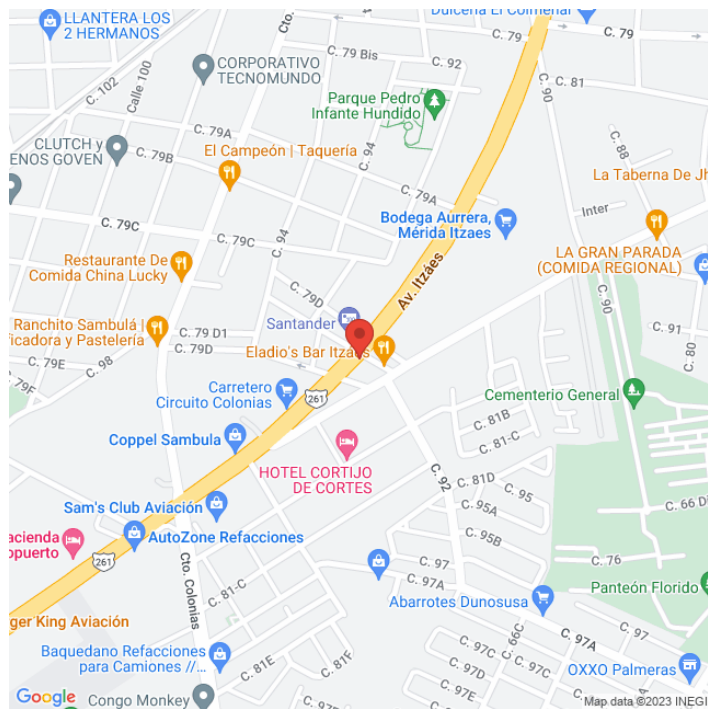 LLANTERA LOS
2 HERMANOS
Cto.
C. 79
Dulcería El Colmenar
C. 79
C. 79 Bis
C. 92
CORPORATIVO
TECNOMUNDO
Calle 100
C. 102
C. 90
C. 81
Parque Pedro
Infante Hundido
C. 79A
C. 94
C. 88
CLUTCH y
ENOS GOVEN
C. 79B
El Campeón | Taquería
La Taberna De Jh
C. 79A
Inter
Bodega Aurrera,
Mérida Itzaes
C. 79C
C. 79C
C. 94
LA GRAN PARADA
(COMIDA REGIONAL)
Restaurante De
Comida China Lucky
Av. Itzáes
C. 79D
C. 90
Santander
Ranchito Sambulá |
ficadora y Pastelería
C. 79 D1
C. 91
C. 80
C. 79D
Eladio's Bar Itzaes
C. 79E
C. 79E
C. 98
Carretero
Circuito Colonias
261
Cementerio General
C. 81B
C. 81-C
Coppel Sambula
HOTEL CORTIJO
DE CORTES
C. 92
C. 81D
C. 95
C. 66 D
Sam's Club Aviación
C. 95A
AutoZone Refacciones
C. 95B
acienda
opuerto
261
Cto. Colonias
C. 97
C. 76
C. 97A
C. 81-C
Panteón Florido
Abarrotes Dunosusa
ger King Aviación
C. 66C
C. 97
C. 97A
Baquedano Refacciones
para Camiones //...
C. 81E
C. 81F
C. 97C
C. 97C
C. 97D
C. 97E
C. 97E
OXXO Palmeras
Google
Congo Monkey
Map data ©2023 INEGI